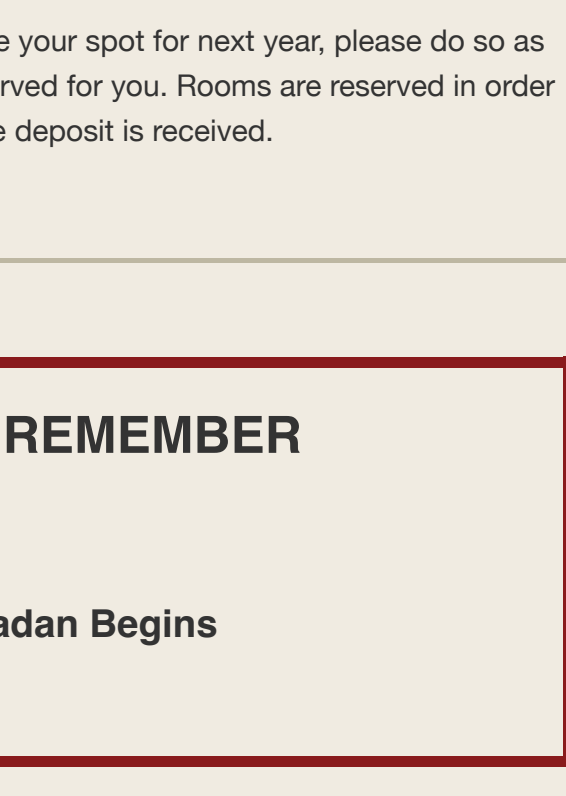 your spot for next year, please do so as
for you. Rooms are reserved in order
deposit is received.
REMEMBER
Begins